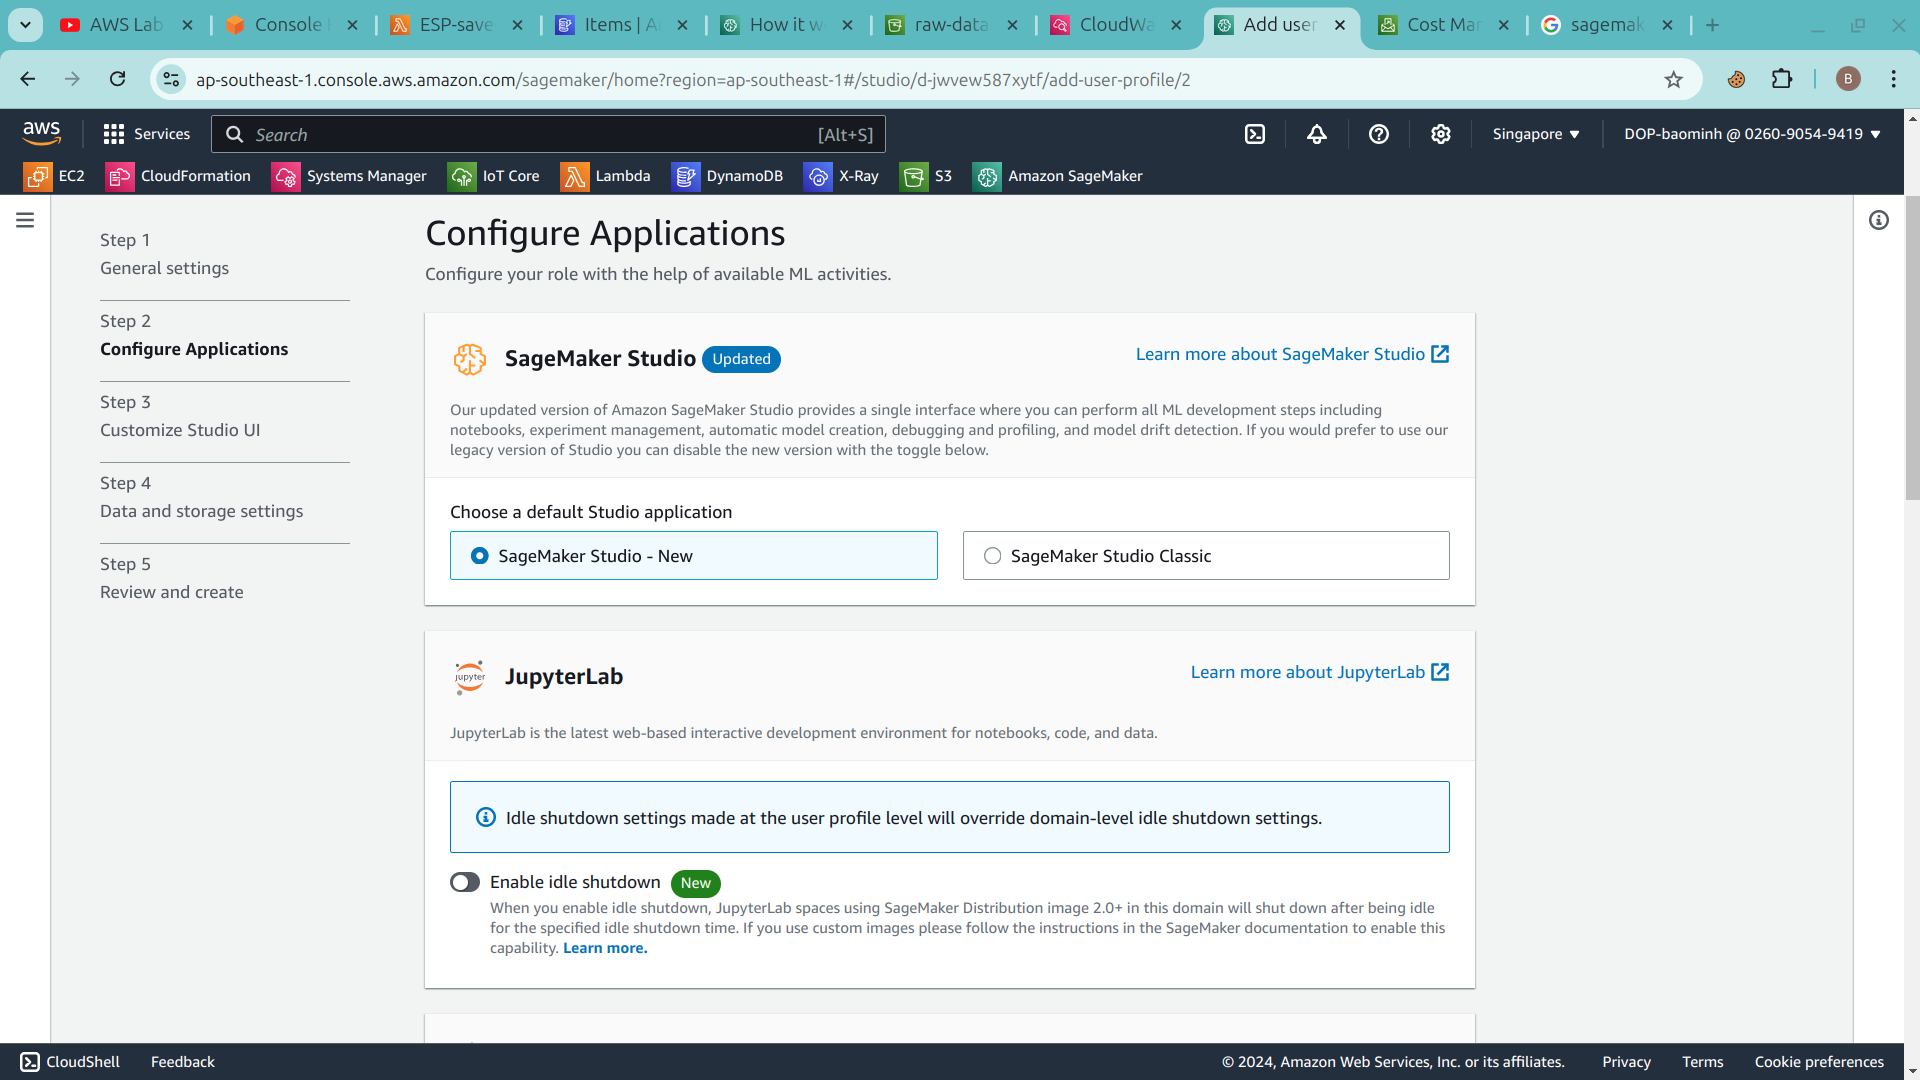 AWS Lab
Console
ESP-save
Items | A
How it w
raw-data
CloudWa
Add user
Cost Man
sagemak
ap-southeast-1.console.aws.amazon.com/sagemaker/home?region=ap-southeast-1#/studio/d-jwvew587xytf/add-user-profile/2
B
aws
Services
Search
[Alt+S]
Singapore
DOP-baominh @ 0260-9054-9419
EC2
CloudFormation
Systems Manager
IoT Core
Lambda
DynamoDB
X-Ray
S3
Amazon SageMaker
Step 1
General settings
Step 2
Configure Applications
Step 3
Customize Studio UI
Step 4
Data and storage settings
Step 5
Review and create
Configure Applications
Configure your role with the help of available ML activities.
SageMaker Studio
Updated
Learn more about SageMaker Studio
Our updated version of Amazon SageMaker Studio provides a single interface where you can perform all ML development steps including
notebooks, experiment management, automatic model creation, debugging and profiling, and model drift detection. If you would prefer to use our
legacy version of Studio you can disable the new version with the toggle below.
Choose a default Studio application
SageMaker Studio - New
SageMaker Studio Classic
jupyter
JupyterLab
Learn more about JupyterLab
JupyterLab is the latest web-based interactive development environment for notebooks, code, and data.
Idle shutdown settings made at the user profile level will override domain-level idle shutdown settings.
Enable idle shutdown
New
When you enable idle shutdown, JupyterLab spaces using SageMaker Distribution image 2.0+ in this domain will shut down after being idle
for the specified idle shutdown time. If you use custom images please follow the instructions in the SageMaker documentation to enable this
capability. Learn more.
CloudShell
Feedback
© 2024, Amazon Web Services, Inc. or its affiliates.
Privacy
Terms
Cookie preferences